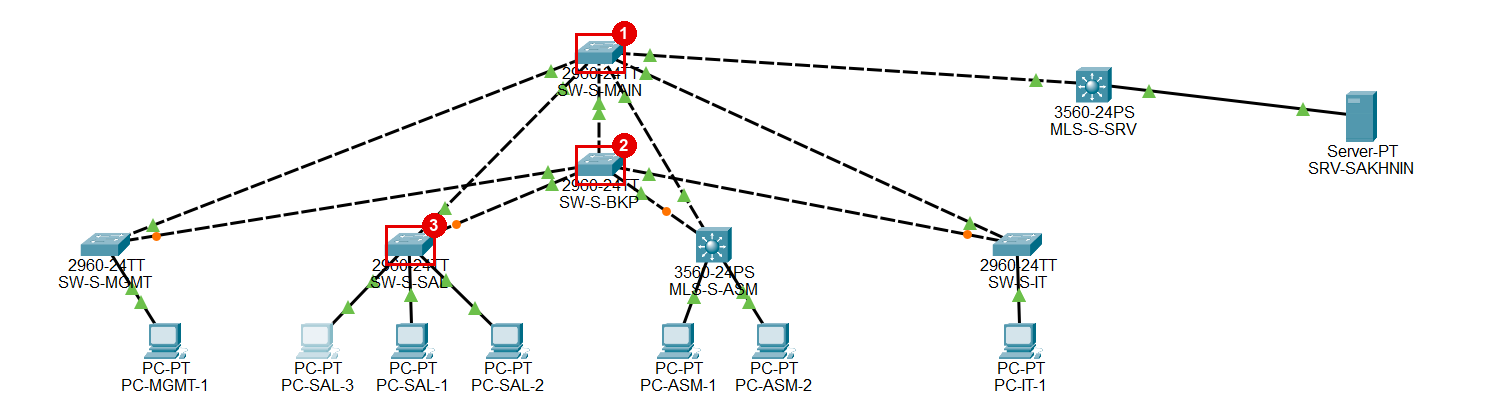 1
2960-24TT
SW-S-MAIN
3560-24PS
MLS-S-SRV
Server-PT
SRV-SAKHNIN
2
2960-24TT
SW-S-BKP
3
2960-24TT
SW-S-MGMT
2960-24TT
SW-S-SAL
3560-24PS
MLS-S-ASM
2960-24TT
SW-S-IT
PC-PT
PC-MGMT-1
PC-PT
PC-SAL-3
PC-PT
PC-SAL-1
PC-PT
PC-SAL-2
PC-PT
PC-ASM-1
PC-PT
PC-ASM-2
PC-PT
PC-IT-1